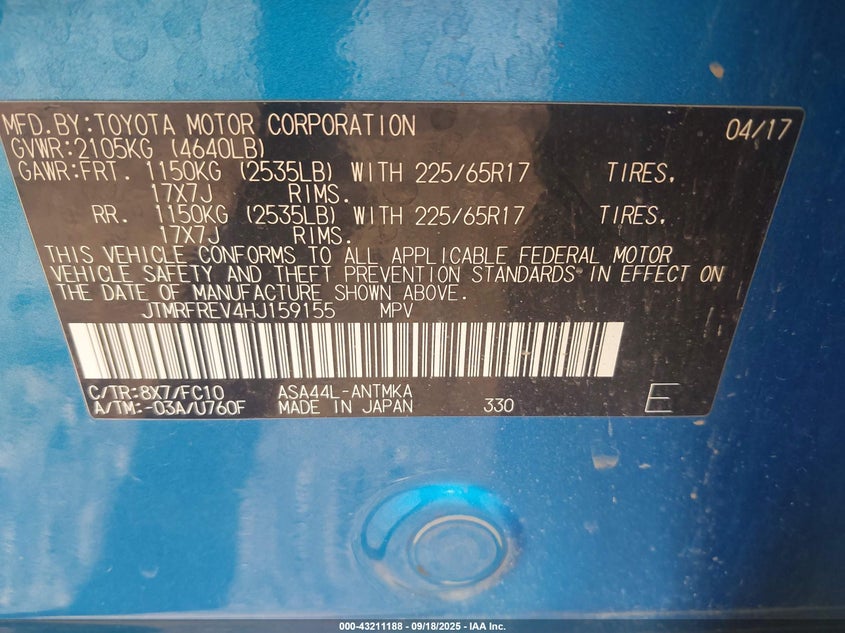 MFD.BY:TOYOTA MOTOR CORPORATION 04/17
GVWR:2105KG (4640LB)
GAWR:FRT. 1150KG (2535LB) WITH 225/65R17 TIRES,
17X7J RIMS.
RR. 1150KG (2535LB) WITH 225/65R17 TIRES,
17X7J RIMS.
THIS VEHICLE CONFORMS TO ALL APPLICABLE FEDERAL MOTOR
VEHICLE SAFETY AND THEFT PREVENTION STANDARDS IN EFFECT ON
THE DATE OF MANUFACTURE SHOWN ABOVE.
JTMRFREV4HJ159155 MPV
C/TR:8X7/FC10 ASA44L-ANTMKA
A/TM:-03A/U760F MADE IN JAPAN 330 E
000-43211188 - 09/18/2025 - IAA Inc.